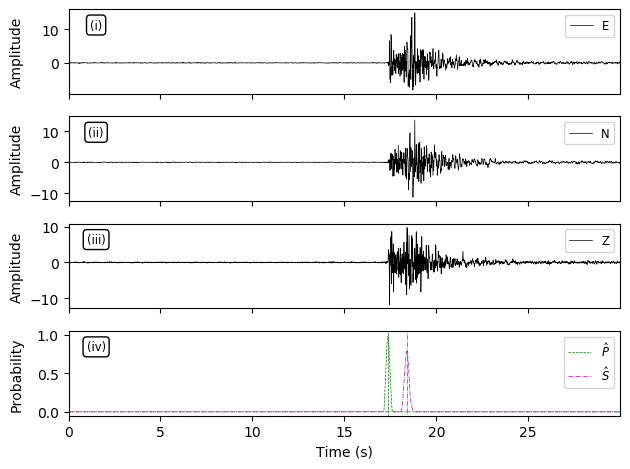 (i)
E
Amplitude
10
0
(ii)
N
Amplitude
10
0
−10
(iii)
Z
Amplitude
10
0
−10
(iv)
P̂
Ŝ
Probability
1.0
0.5
0.0
0 5 10 15 20 25
Time (s)